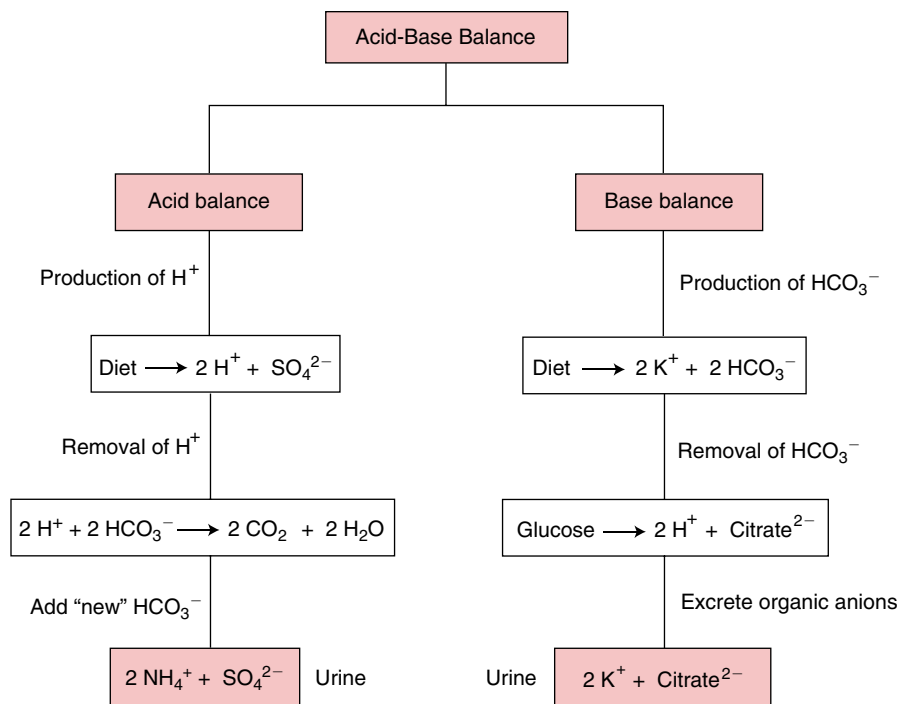 Acid-Base Balance
Acid balance
Base balance
Production of H⁺
Production of HCO₃⁻
Diet ⟶ 2 H⁺ + SO₄²⁻
Diet ⟶ 2 K⁺ + 2 HCO₃⁻
Removal of H⁺
Removal of HCO₃⁻
2 H⁺ + 2 HCO₃⁻ ⟶ 2 CO₂ + 2 H₂O
Glucose ⟶ 2 H⁺ + Citrate²⁻
Add “new” HCO₃⁻
Excrete organic anions
2 NH₄⁺ + SO₄²⁻ Urine
Urine 2 K⁺ + Citrate²⁻